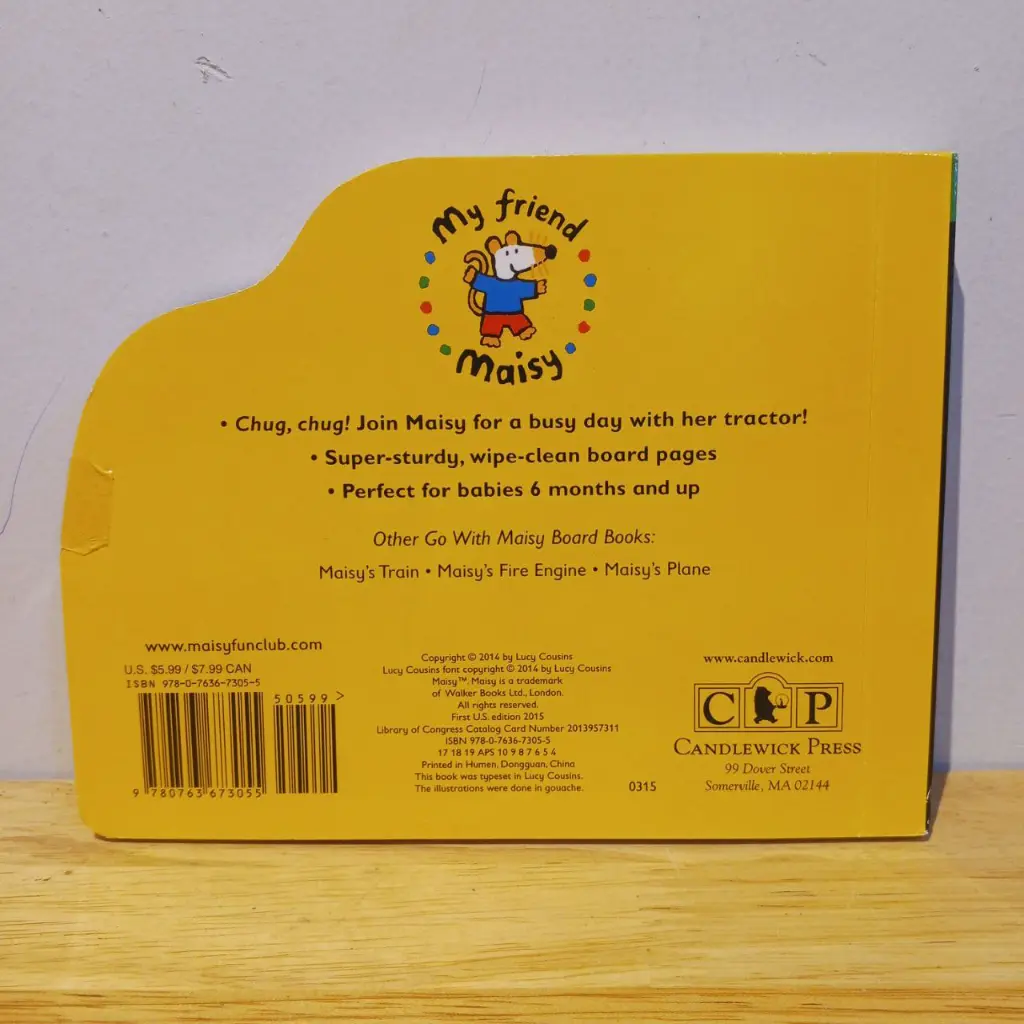 My friend
Maisy
• Chug, chug! Join Maisy for a busy day with her tractor!
• Super-sturdy, wipe-clean board pages
• Perfect for babies 6 months and up
Other Go With Maisy Board Books:
Maisy's Train • Maisy's Fire Engine • Maisy's Plane
www.maisyfunclub.com
U.S. $5.99 / $7.99 CAN
ISBN 978-0-7636-7305-5
50599 >
9 780763 673055
Copyright © 2014 by Lucy Cousins
Lucy Cousins font copyright © 2014 by Lucy Cousins
Maisy™. Maisy is a trademark
of Walker Books Ltd., London.
All rights reserved.
First U.S. edition 2015
Library of Congress Catalog Card Number 2013957311
ISBN 978-0-7636-7305-5
17 18 19 APS 10 9 8 7 6 5 4
Printed in Humen, Dongguan, China
This book was typeset in Lucy Cousins.
The illustrations were done in gouache.
0315
www.candlewick.com
C P
CANDLEWICK PRESS
99 Dover Street
Somerville, MA 02144